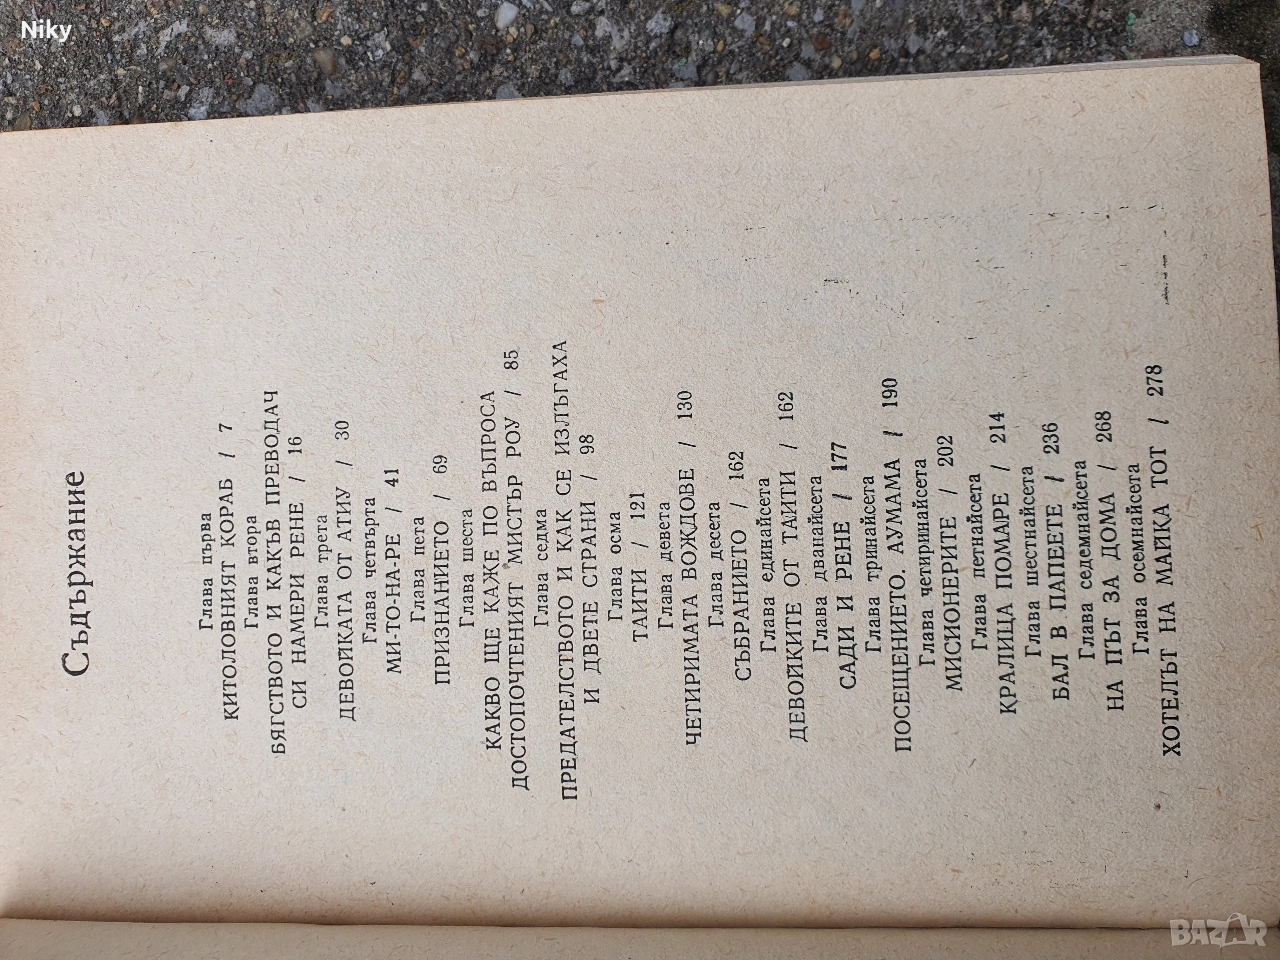 Niky
Съдържание
Глава първа
КИТОЛОВНИЯТ КОРАБ / 7
Глава втора
БЯГСТВОТО И КАКЪВ ПРЕВОДАЧ
СИ НАМЕРИ РЕНЕ / 16
Глава трета
ДЕВОЙКАТА ОТ АТИУ / 30
Глава четвърта
МИ-ТО-НА-РЕ / 41
Глава пета
ПРИЗНАНИЕТО / 69
Глава шеста
КАКВО ЩЕ КАЖЕ ПО ВЪПРОСА
ДОСТОПОЧТЕНИЯТ МИСТЪР РОУ / 85
Глава седма
ПРЕДАТЕЛСТВОТО И КАК СЕ ИЗЛЪГАХА
И ДВЕТЕ СТРАНИ / 98
Глава осма
ТАИТИ / 121
Глава девета
ЧЕТИРИМАТА ВОЖДОВЕ / 130
Глава десета
СЪБРАНИЕТО / 162
Глава единайсета
ДЕВОЙКИТЕ ОТ ТАИТИ / 162
Глава дванайсета
САДИ И РЕНЕ / 177
Глава тринайсета
ПОСЕЩЕНИЕТО. АУМАМА / 190
Глава четиринайсета
МИСИОНЕРИТЕ / 202
Глава петнайсета
КРАЛИЦА ПОМАРЕ / 214
Глава шестнайсета
БАЛ В ПАПЕЕТЕ / 236
Глава седемнайсета
НА ПЪТ ЗА ДОМА / 268
Глава осемнайсета
ХОТЕЛЪТ НА МАЙКА ТОТ / 278
BAZAR